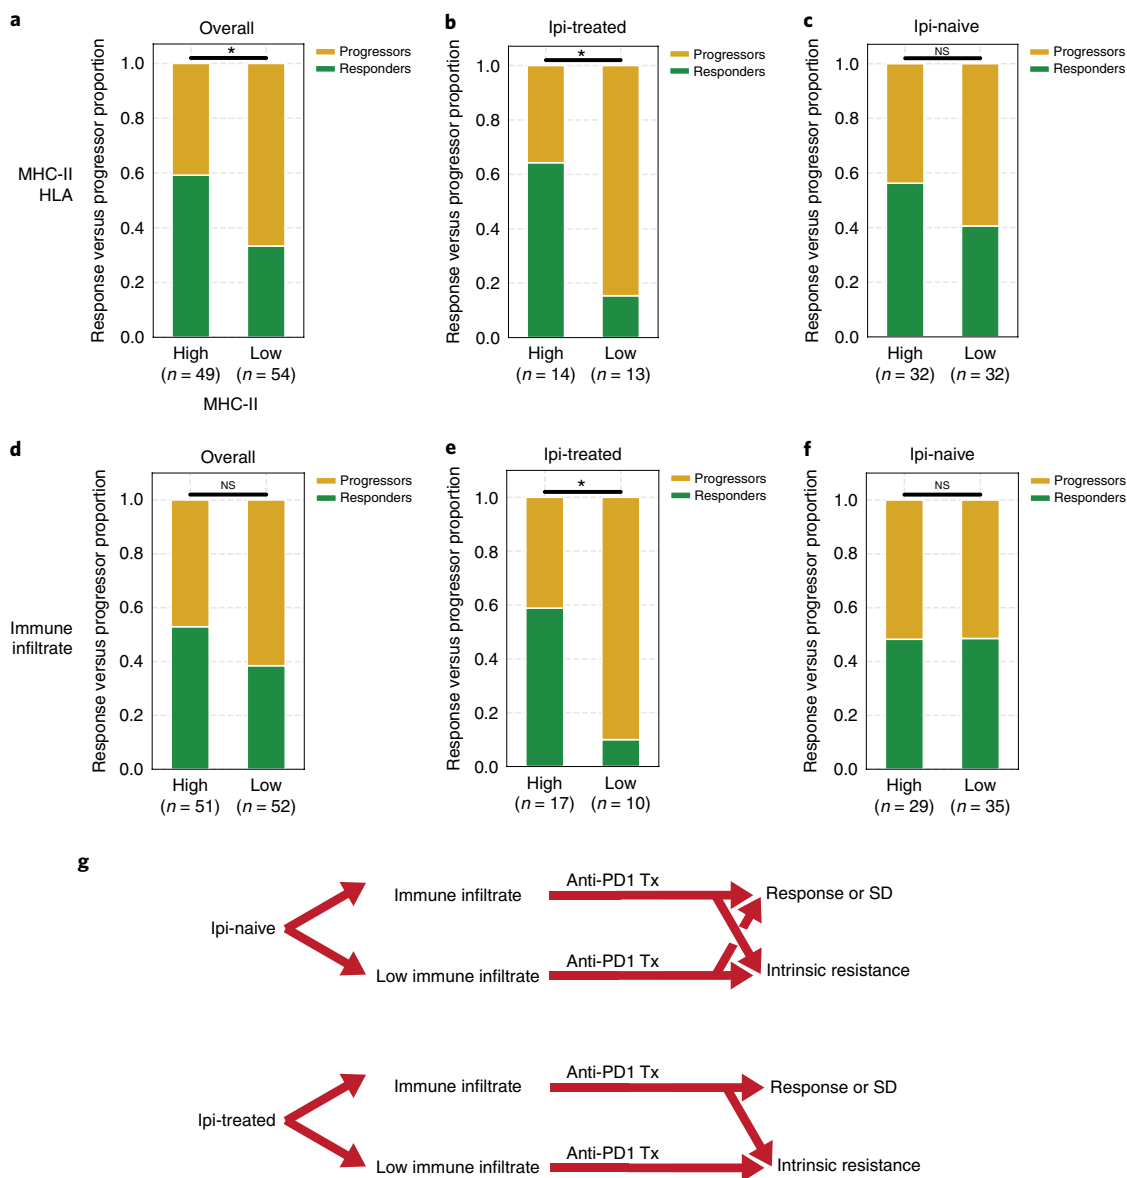 a
Overall
*
Progressors
Responders
Response versus progressor proportion
1.0
0.8
0.6
0.4
0.2
0.0
High
(n = 49)
Low
(n = 54)
MHC-II
MHC-II
HLA
b
Ipi-treated
*
Progressors
Responders
Response versus progressor proportion
1.0
0.8
0.6
0.4
0.2
0.0
High
(n = 14)
Low
(n = 13)
c
Ipi-naive
NS
Progressors
Responders
Response versus progressor proportion
1.0
0.8
0.6
0.4
0.2
0.0
High
(n = 32)
Low
(n = 32)
d
Overall
NS
Progressors
Responders
Response versus progressor proportion
1.0
0.8
0.6
0.4
0.2
0.0
High
(n = 51)
Low
(n = 52)
Immune
infiltrate
e
Ipi-treated
*
Progressors
Responders
Response versus progressor proportion
1.0
0.8
0.6
0.4
0.2
0.0
High
(n = 17)
Low
(n = 10)
f
Ipi-naive
NS
Progressors
Responders
Response versus progressor proportion
1.0
0.8
0.6
0.4
0.2
0.0
High
(n = 29)
Low
(n = 35)
g
Ipi-naive
Immune infiltrate
Anti-PD1 Tx
Response or SD
Low immune infiltrate
Anti-PD1 Tx
Intrinsic resistance
Ipi-treated
Immune infiltrate
Anti-PD1 Tx
Response or SD
Low immune infiltrate
Anti-PD1 Tx
Intrinsic resistance